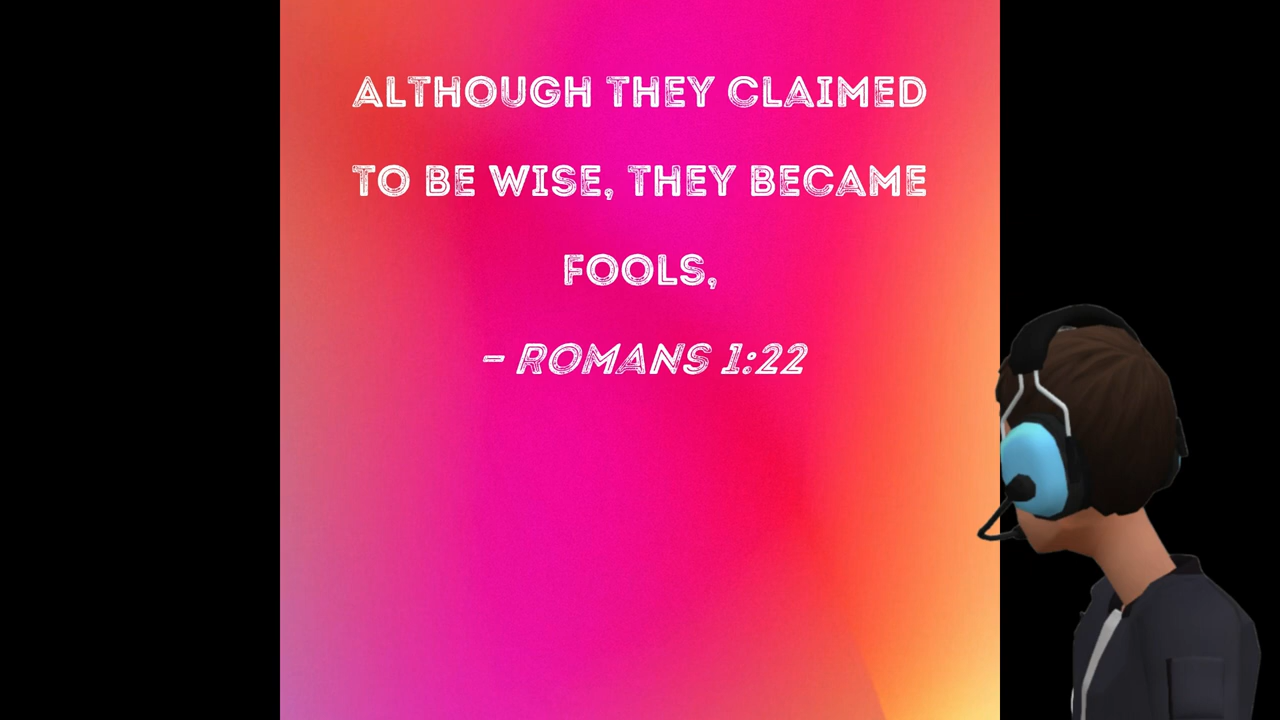 ALTHOUGH THEY CLAIMED
TO BE WISE, THEY BECAME
FOOLS,
- ROMANS 1:22